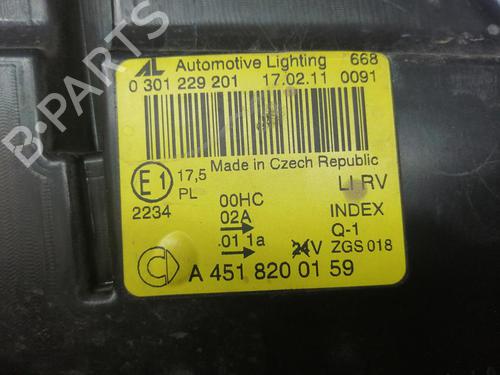 AL Automotive Lighting 668
0 301 229 201 17.02.11 0091
Made in Czech Republic
E1 17,5
PL
2234
LI RV
00HC
02A
INDEX
Q-1
.01 1a
24V ZGS 018
A 451 820 01 59
B-PARTS